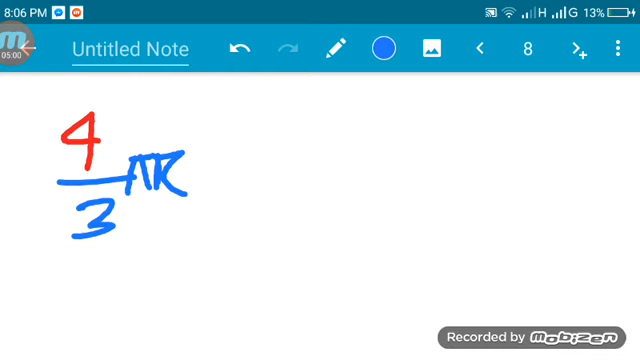 8:06 PM H G 13%
05:00 Untitled Note 8
4
3 πR
Recorded by
mobizen